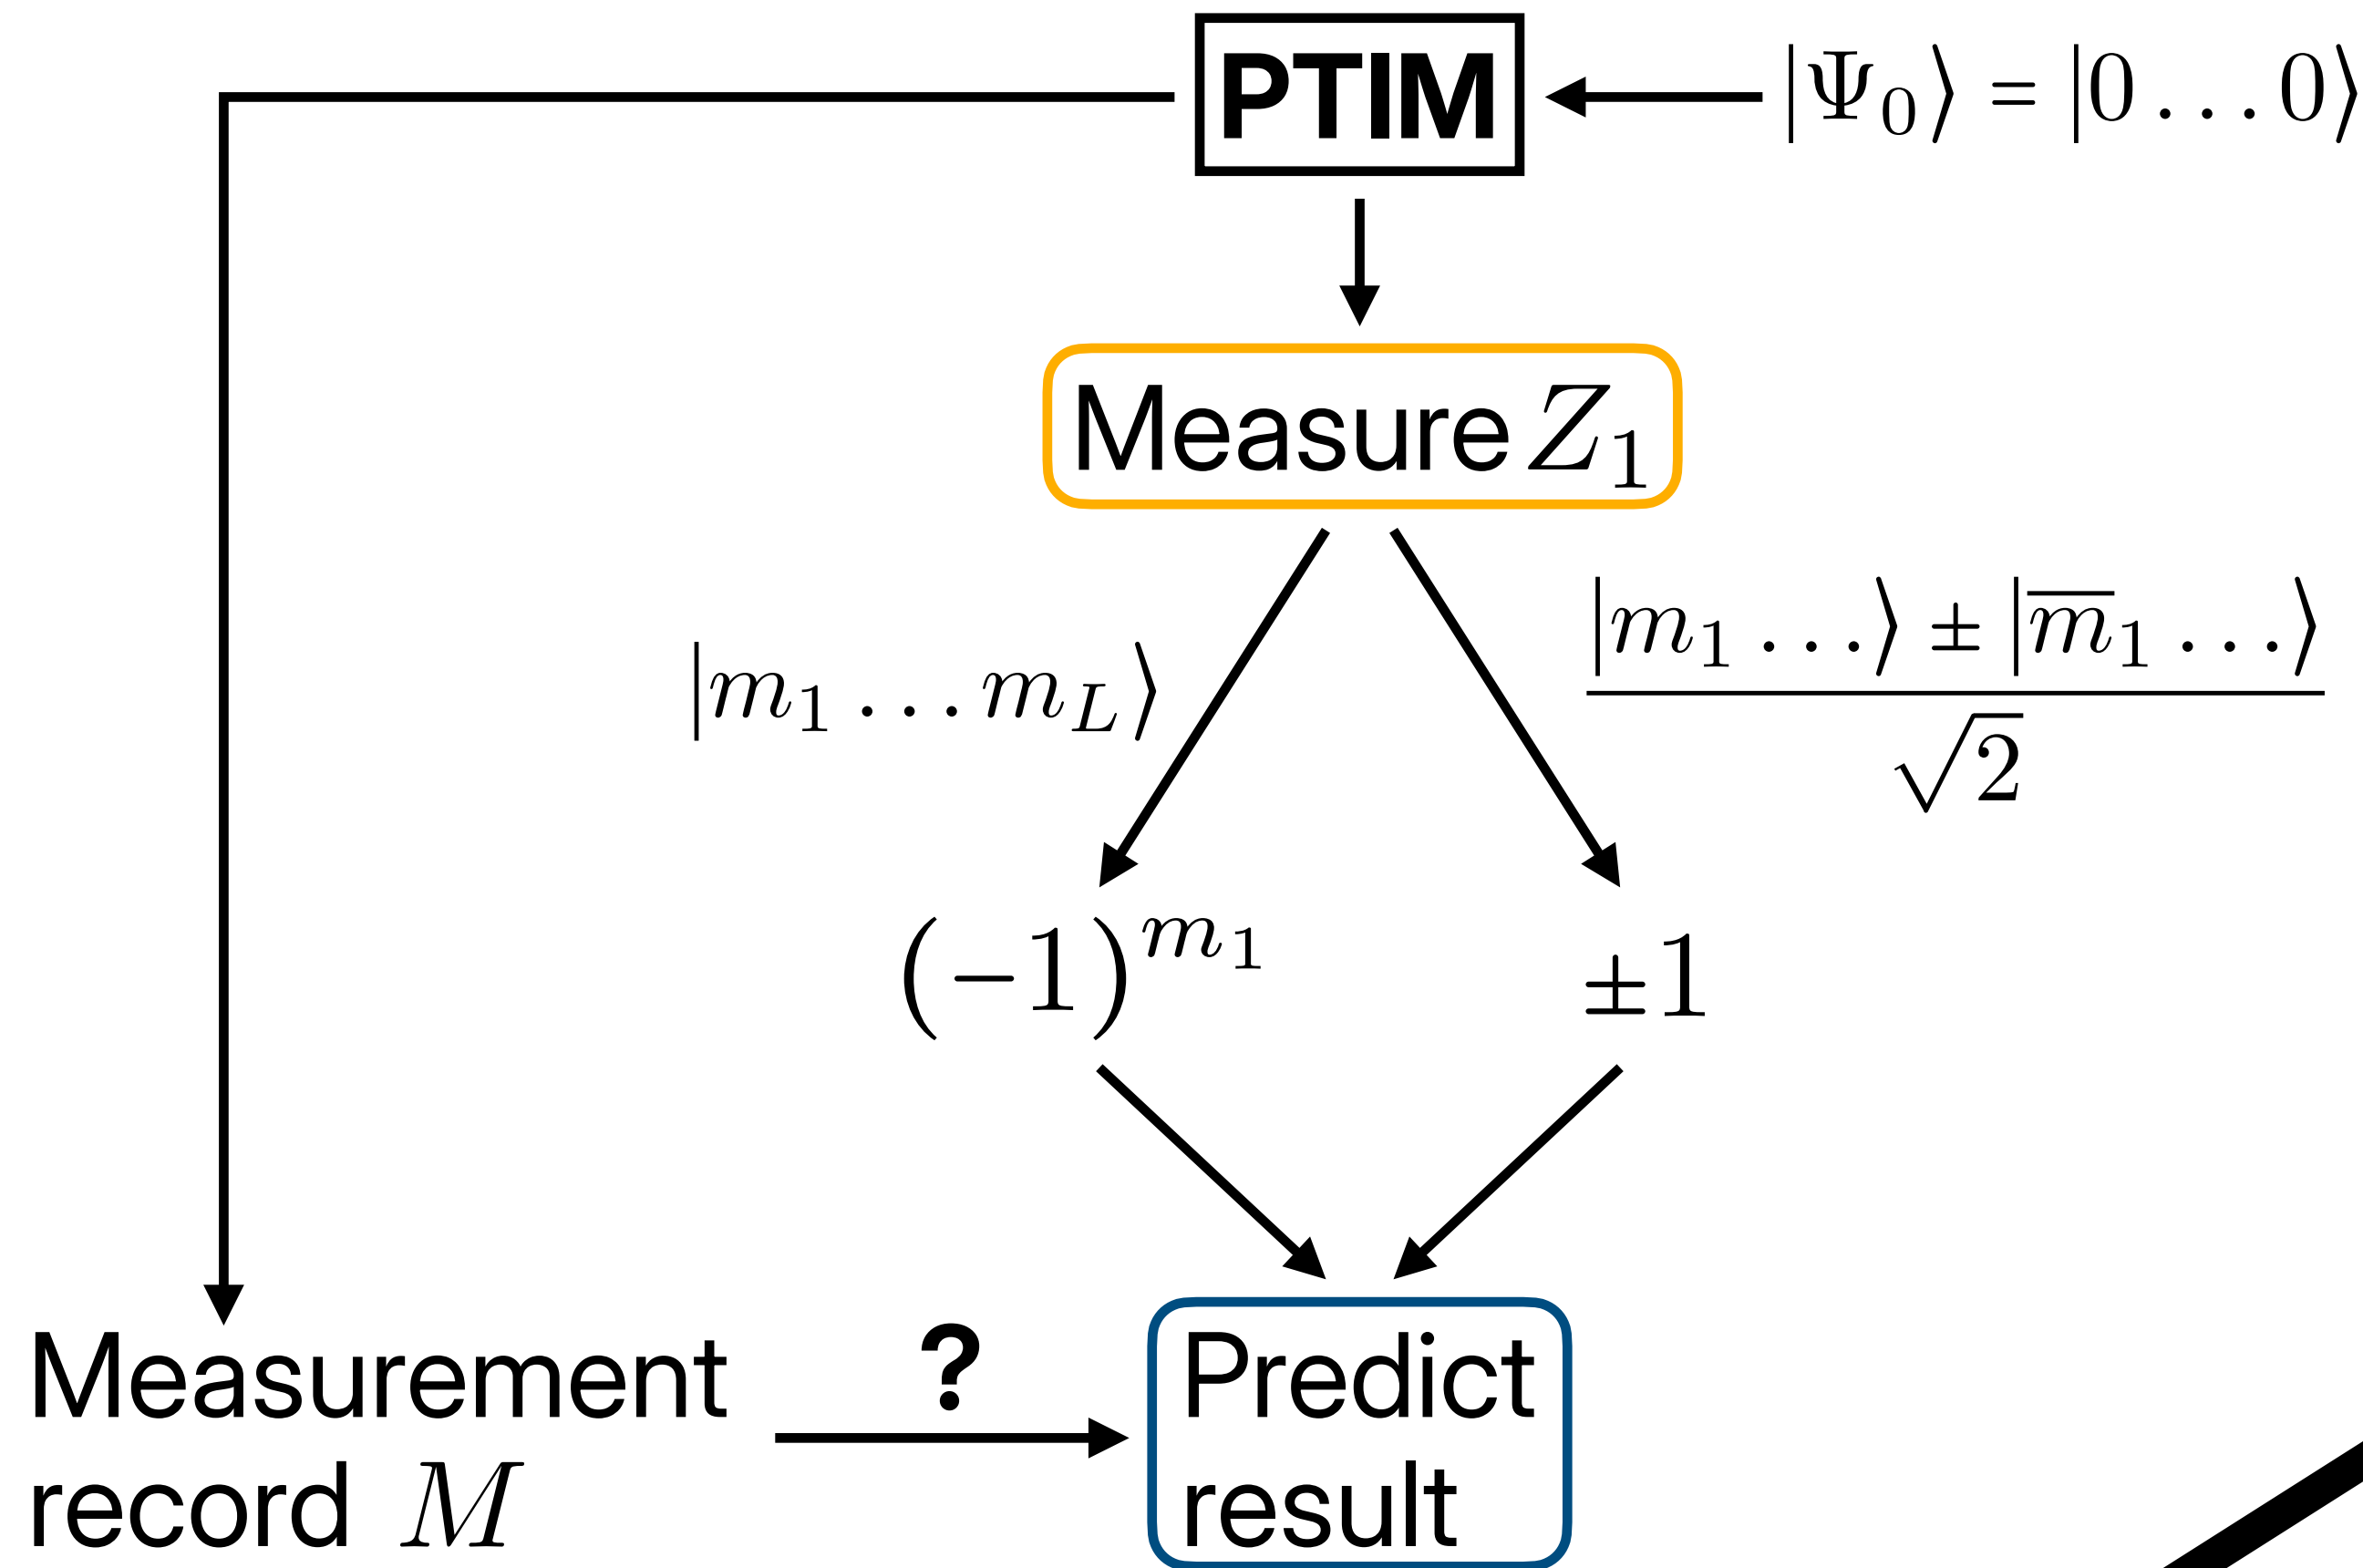 PTIM
|Ψ₀⟩ = |0...0⟩
Measure Z₁
|m₁...m_L⟩
(|m₁...⟩ ± |m̅₁...⟩)/√2
(−1)^{m₁}
±1
Measurement
record M
?
Predict
result